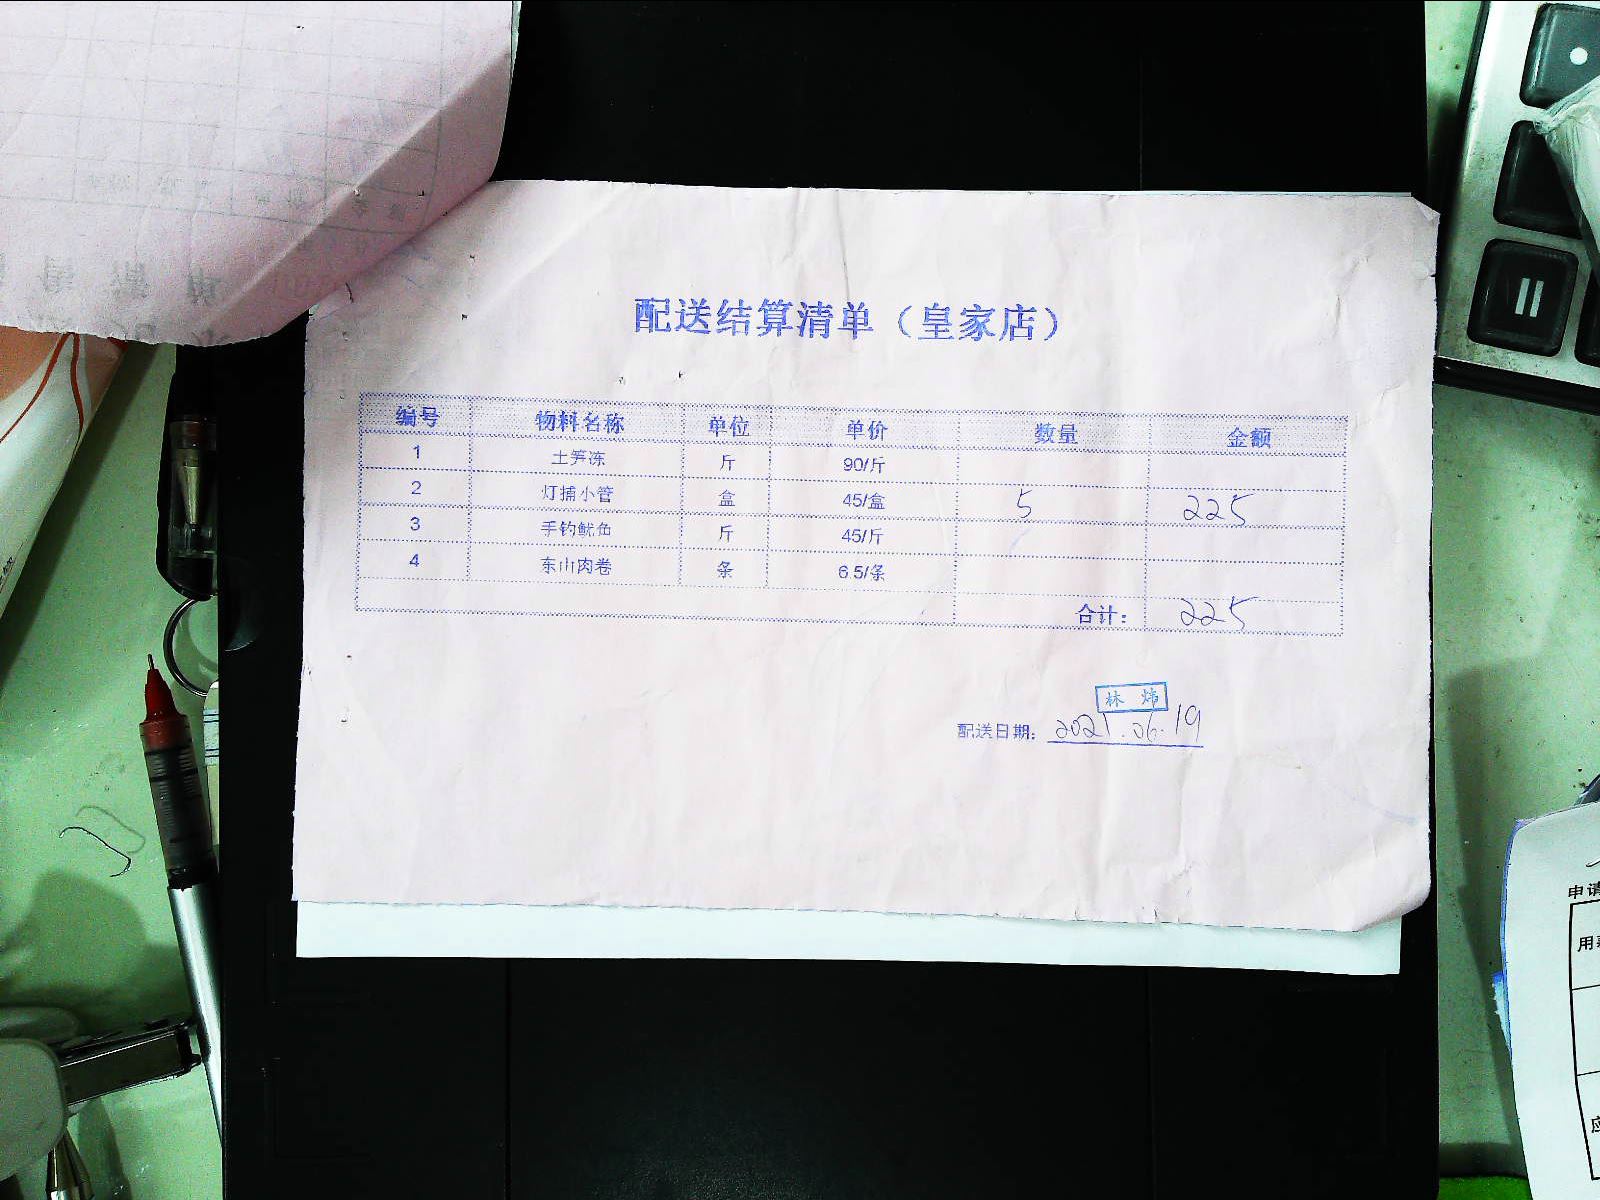 配送结算清单（皇家店）
编号 物料名称 单位 单价 数量 金额
1 土笋冻 斤 90/斤
2 灯捕小管 盒 45/盒 5 225
3 手钓鱿鱼 斤 45/斤
4 东山肉卷 条 6.5/条
合计： 225
林 炜
配送日期： 2021.06.19
申请
用
=